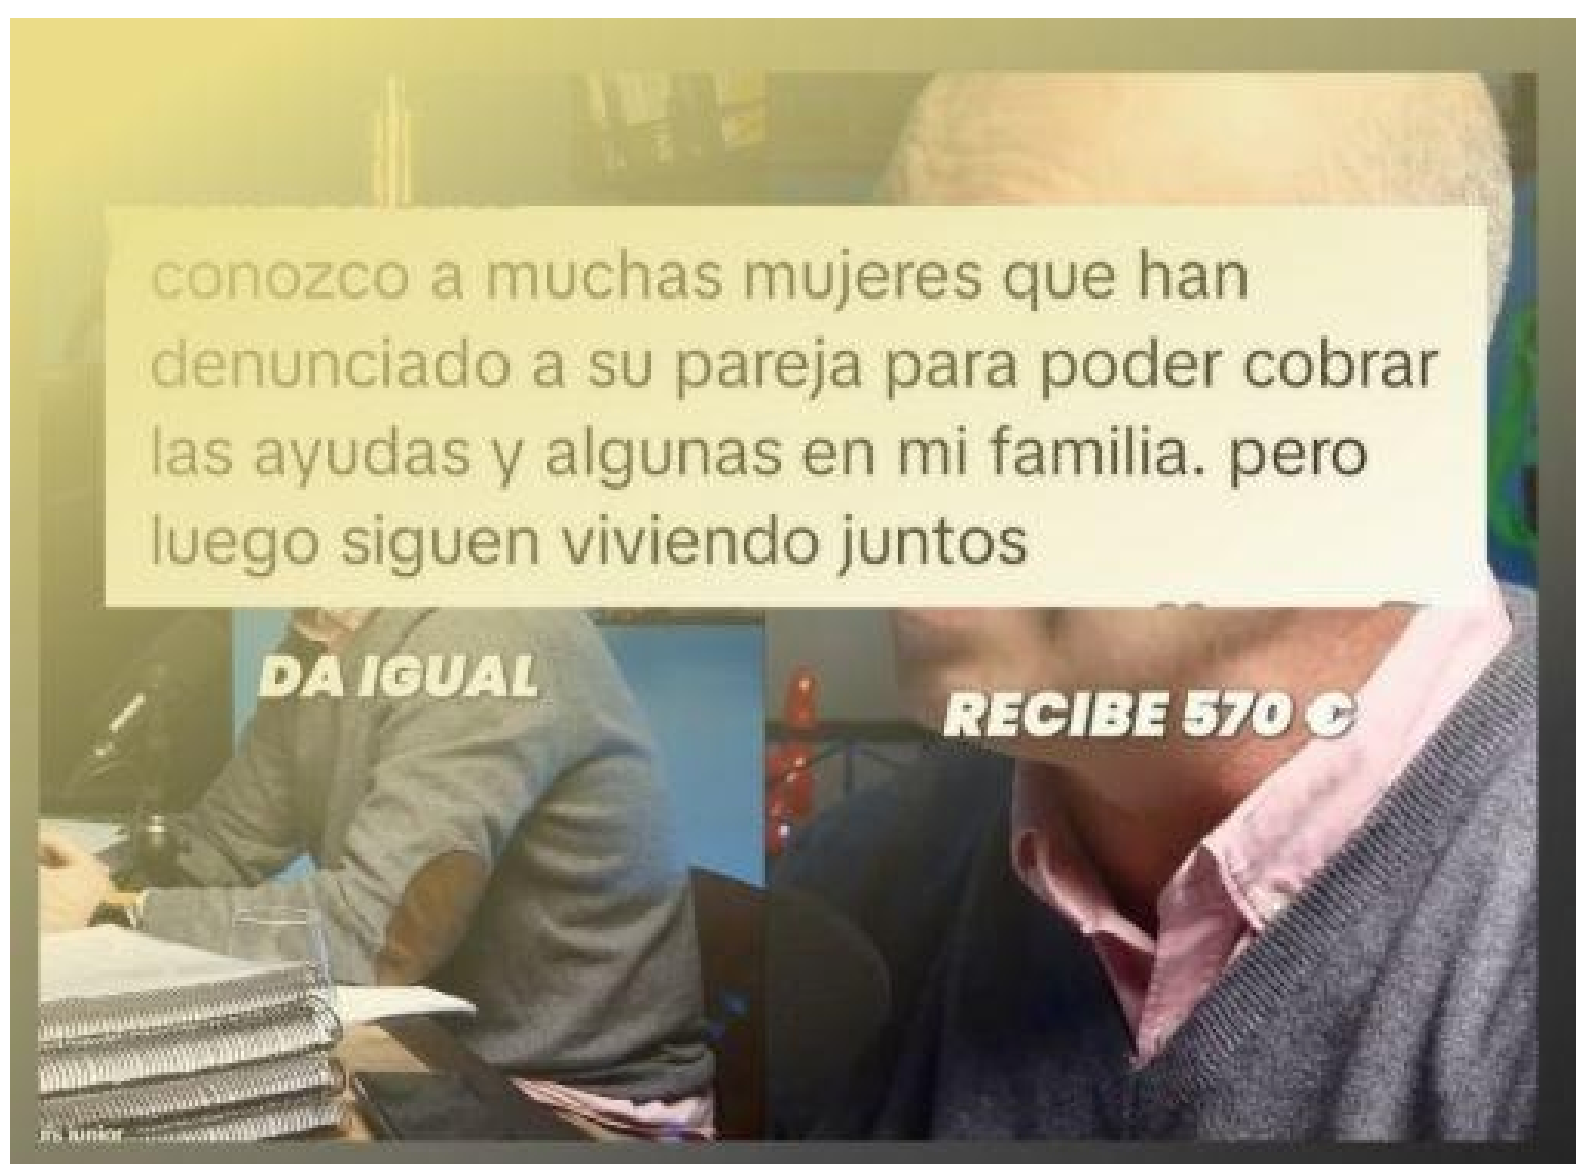 conozco a muchas mujeres que han
denunciado a su pareja para poder cobrar
las ayudas y algunas en mi familia. pero
luego siguen viviendo juntos
DA IGUAL
RECIBE 570 €